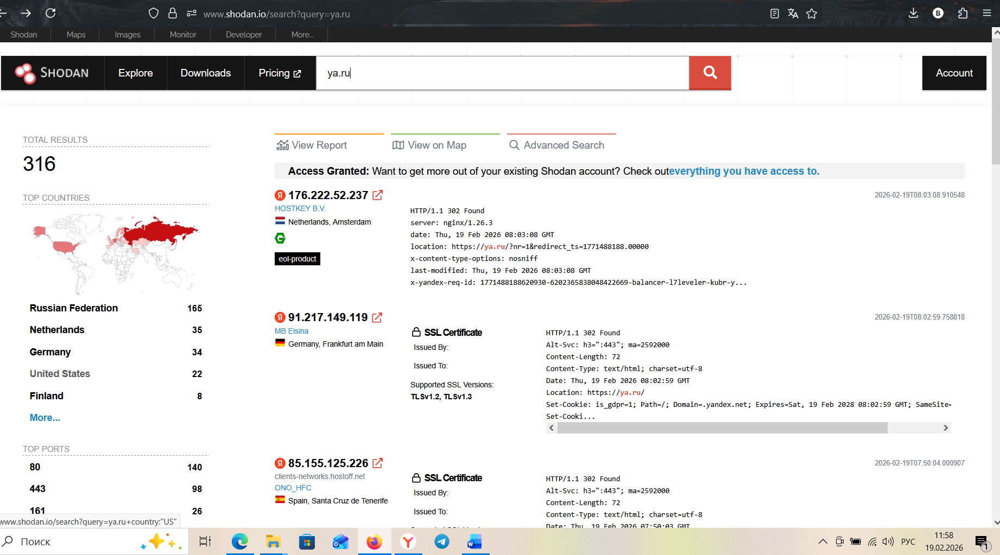 www.shodan.io/search?query=ya.ru
B
Shodan
Maps
Images
Monitor
Developer
More...
SHODAN
Explore
Downloads
Pricing
ya.ru
Account
TOTAL RESULTS
316
TOP COUNTRIES
Russian Federation 165
Netherlands 35
Germany 34
United States 22
Finland 8
More...
TOP PORTS
80 140
443 98
161 26
www.shodan.io/search?query=ya.ru+country:"US"
View Report
View on Map
Advanced Search
Access Granted: Want to get more out of your existing Shodan account? Check outeverything you have access to.
Я 176.222.52.237
2026-02-19T08:03:08.910548
HOSTKEY B.V.
Netherlands, Amsterdam
G
eol-product
HTTP/1.1 302 Found
server: nginx/1.26.3
date: Thu, 19 Feb 2026 08:03:08 GMT
location: https://ya.ru/?nr=1&redirect_ts=1771488188.00000
x-content-type-options: nosniff
last-modified: Thu, 19 Feb 2026 08:03:08 GMT
x-yandex-req-id: 1771488188620930-6202365838048422669-balancer-l7leveler-kubr-y...
Я 91.217.149.119
2026-02-19T08:02:59.758818
MB Eisina
Germany, Frankfurt am Main
SSL Certificate
Issued By:
Issued To:
Supported SSL Versions:
TLSv1.2, TLSv1.3
HTTP/1.1 302 Found
Alt-Svc: h3=":443"; ma=2592000
Content-Length: 72
Content-Type: text/html; charset=utf-8
Date: Thu, 19 Feb 2026 08:02:59 GMT
Location: https://ya.ru/
Set-Cookie: is_gdpr=1; Path=/; Domain=.yandex.net; Expires=Sat, 19 Feb 2028 08:02:59 GMT; SameSite=
Set-Cooki...
Я 85.155.125.226
2026-02-19T07:50:04.000907
clients-networks.hostoff.net
ONO_HFC
Spain, Santa Cruz de Tenerife
SSL Certificate
Issued By:
Issued To:
HTTP/1.1 302 Found
Alt-Svc: h3=":443"; ma=2592000
Content-Length: 72
Content-Type: text/html; charset=utf-8
Date: Thu, 19 Feb 2026 07:50:03 GMT
Поиск
РУС
11:58
19.02.2026
1